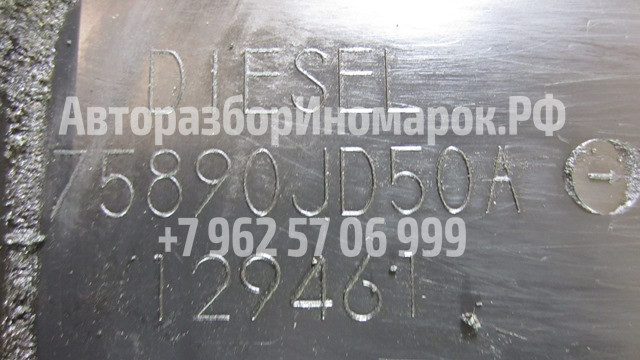 DIESEL
АвторазборИномарок.РФ
75890JD50A
+7 962 57 06 999
129461